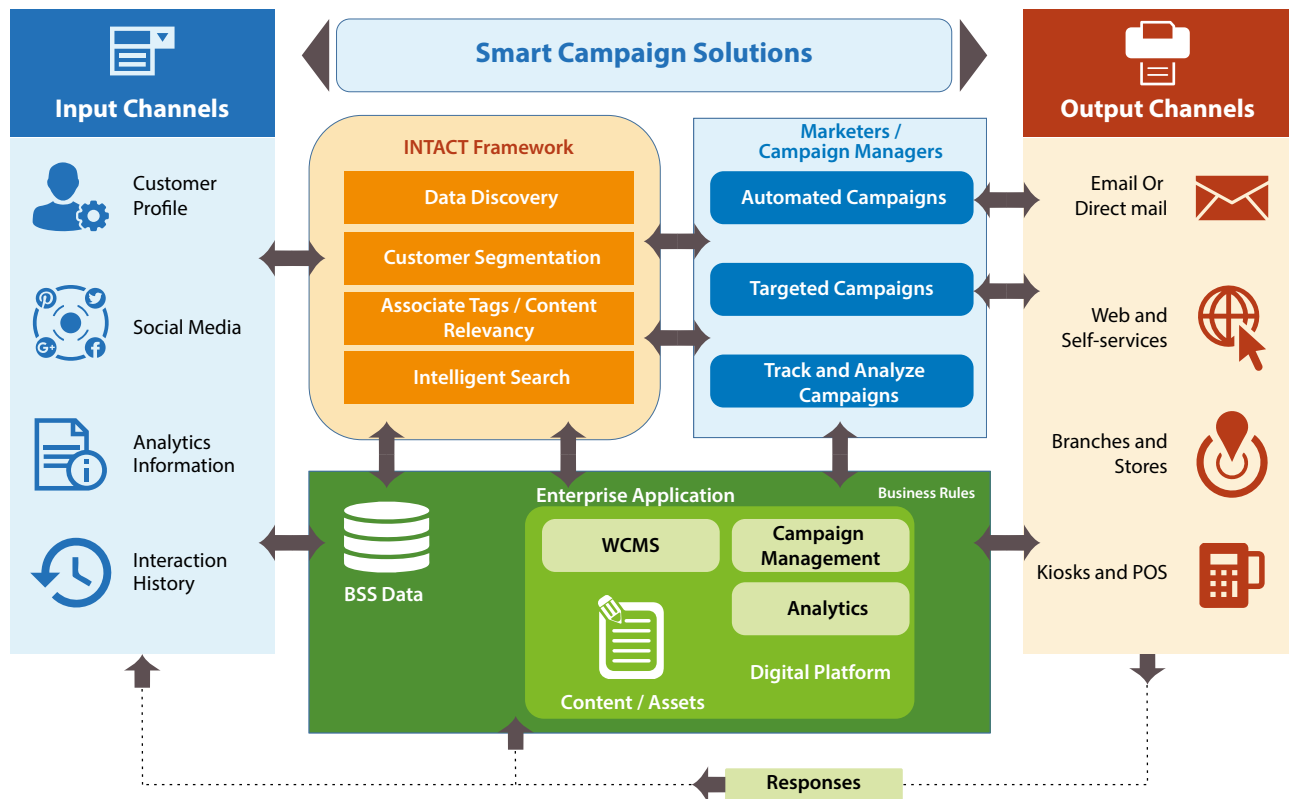 Smart Campaign Solutions
Input Channels
Customer
Profile
Social Media
Analytics
Information
Interaction
History
INTACT Framework
Data Discovery
Customer Segmentation
Associate Tags / Content
Relevancy
Intelligent Search
Marketers /
Campaign Managers
Automated Campaigns
Targeted Campaigns
Track and Analyze
Campaigns
Output Channels
Email Or
Direct mail
Web and
Self-services
Branches and
Stores
Kiosks and POS
Enterprise Application
Business Rules
BSS Data
WCMS
Campaign
Management
Analytics
Digital Platform
Content / Assets
Responses